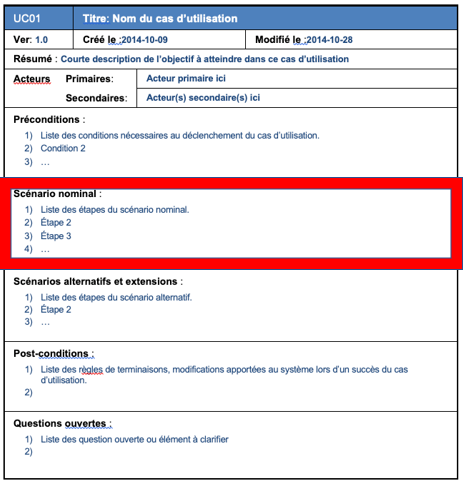 UC01 Titre: Nom du cas d'utilisation
Ver: 1.0 Créé le :2014-10-09 Modifié le :2014-10-28
Résumé : Courte description de l'objectif à atteindre dans ce cas d'utilisation
Acteurs Primaires: Acteur primaire ici
Secondaires: Acteur(s) secondaire(s) ici
Préconditions :
1) Liste des conditions nécessaires au déclenchement du cas d'utilisation.
2) Condition 2
3) …
Scénario nominal :
1) Liste des étapes du scénario nominal.
2) Étape 2
3) Étape 3
4) …
Scénarios alternatifs et extensions :
1) Liste des étapes du scénario alternatif.
2) Étape 2
3) …
Post-conditions :
1) Liste des règles de terminaisons, modifications apportées au système lors d'un succès du cas
d'utilisation.
2)
Questions ouvertes :
1) Liste des question ouverte ou élément à clarifier
2)